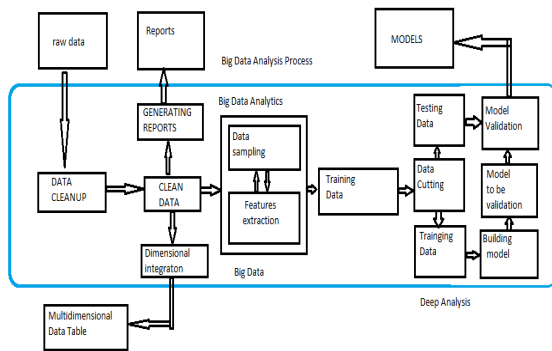 raw data
Reports
MODELS
Big Data Analysis Process
Big Data Analytics
GENERATING
REPORTS
Data
sampling
Testing
Data
Model
Validation
DATA
CLEANUP
CLEAN
DATA
Features
extraction
Training
Data
Data
Cutting
Model
to be
validation
Dimensional
integraton
Big Data
Trainging
Data
Building
model
Multidimensional
Data Table
Deep Analysis